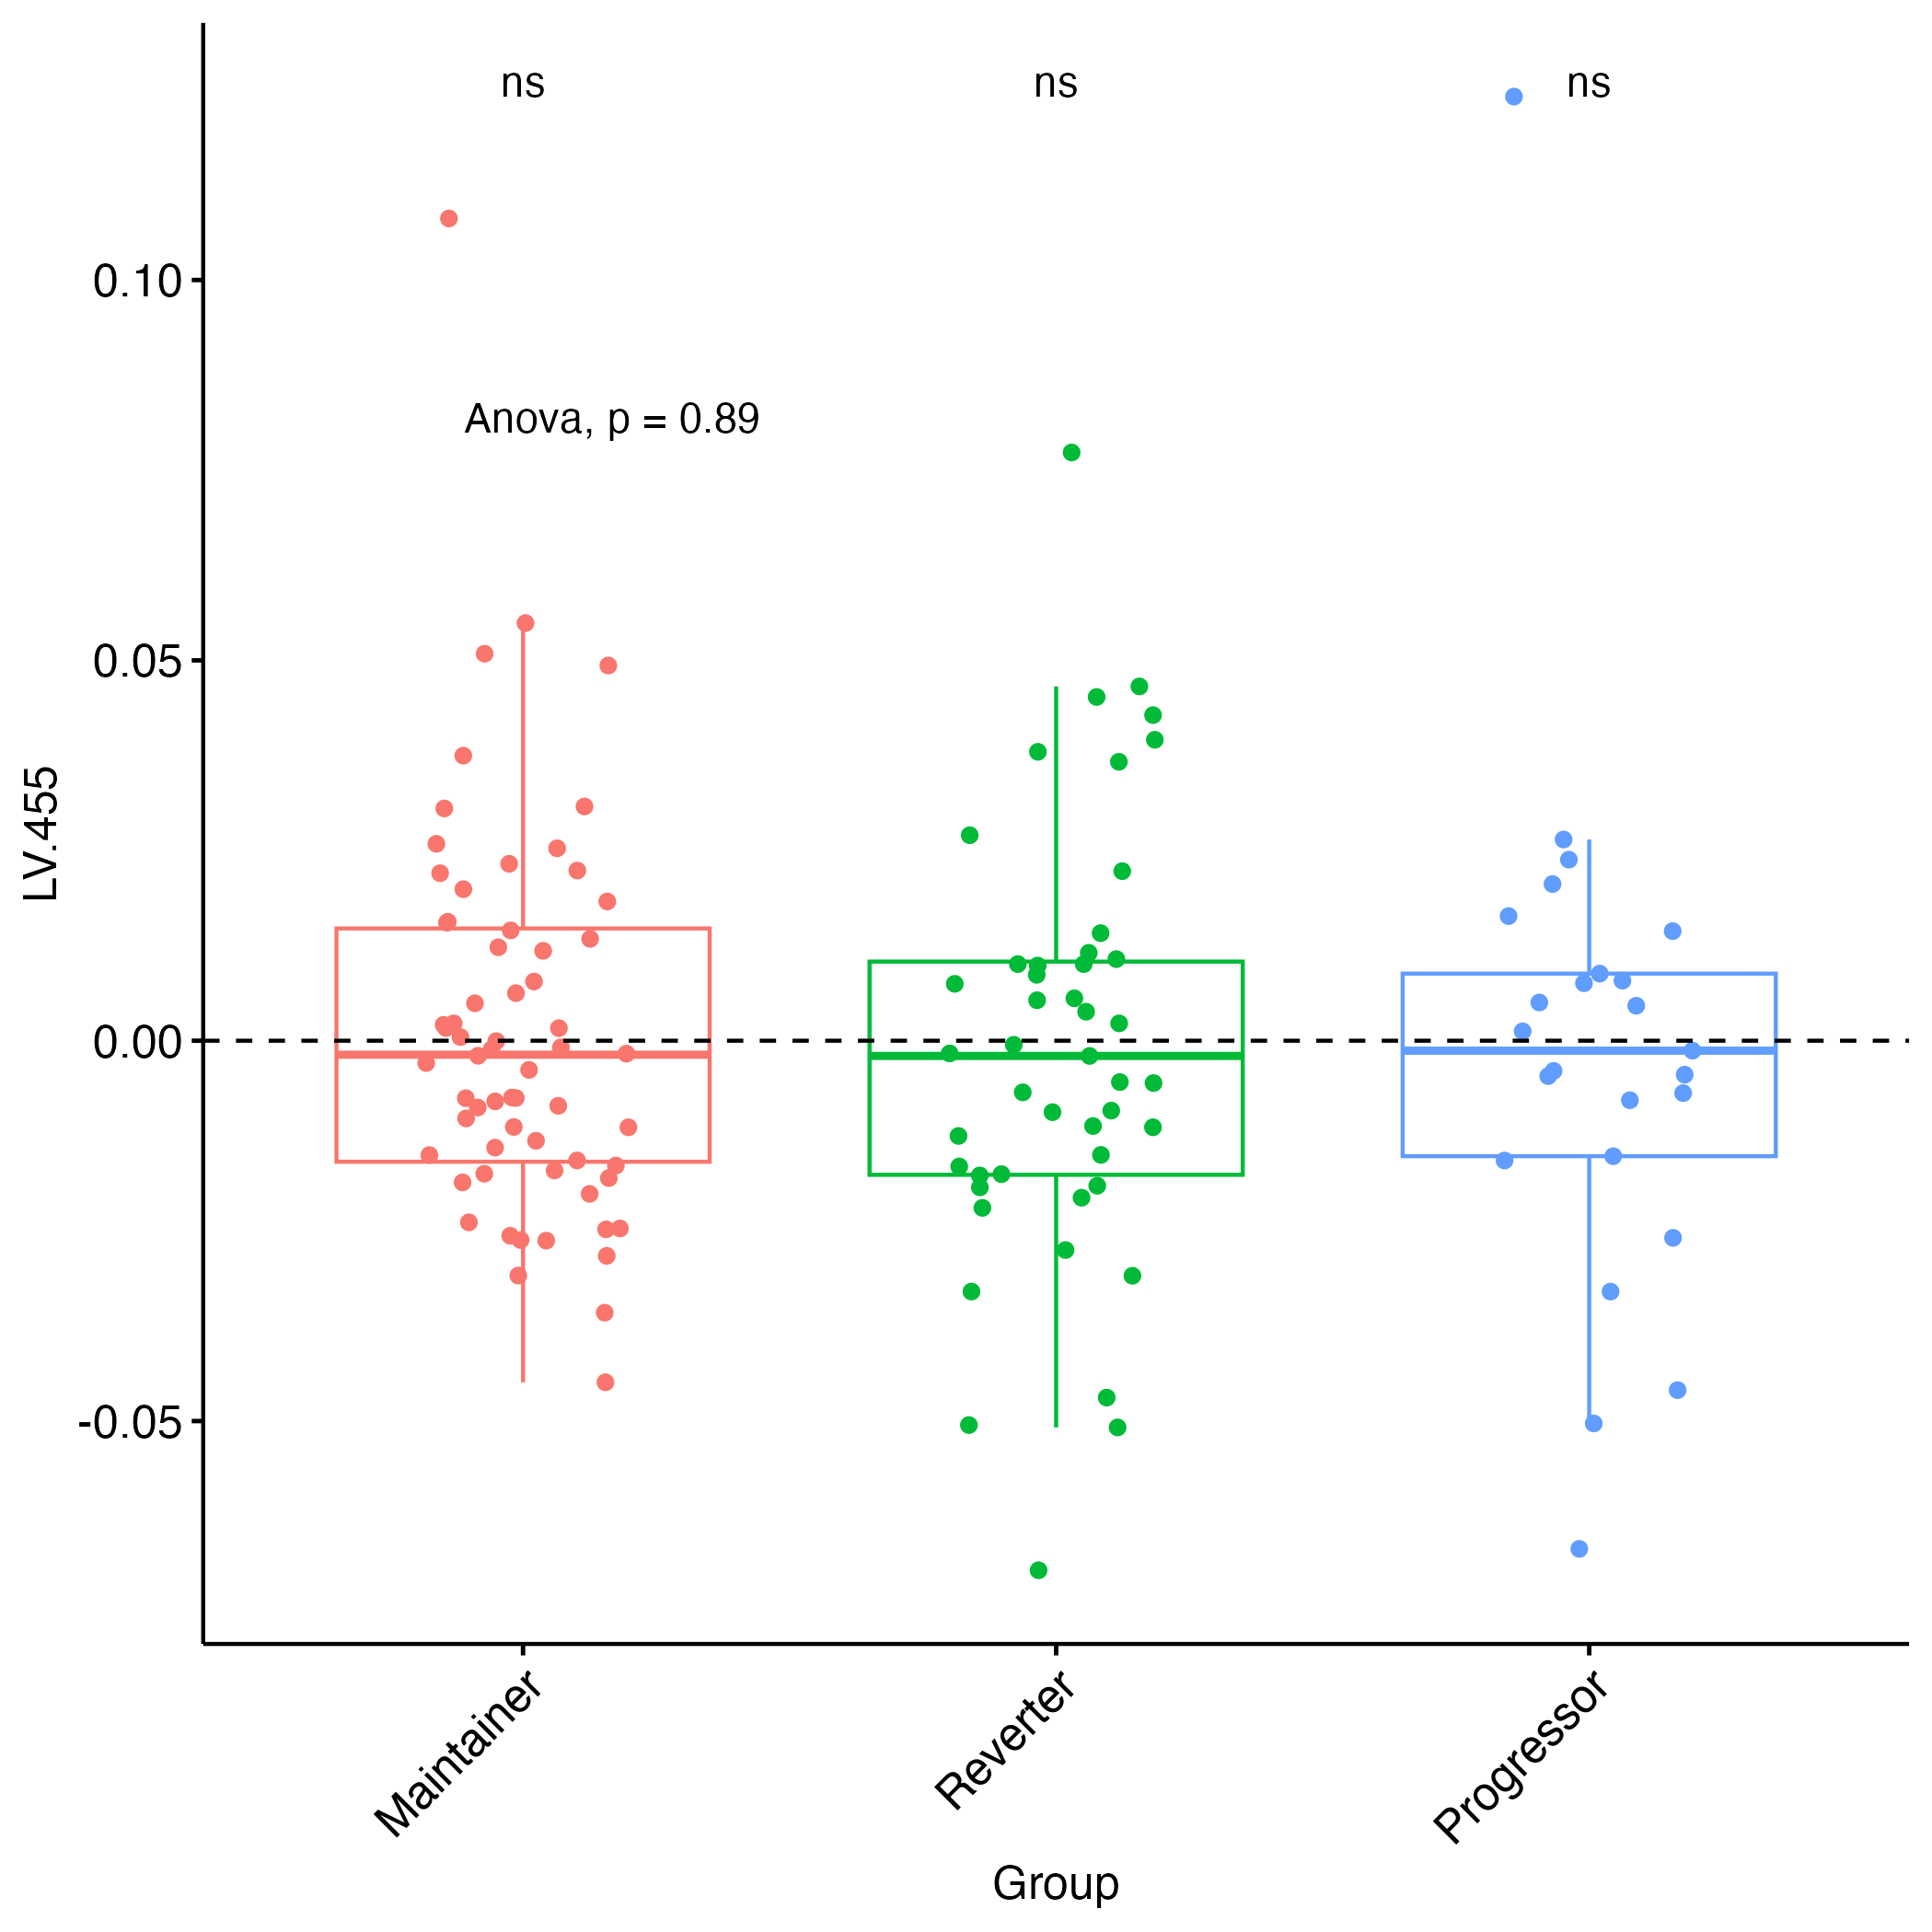 ns ns ns
Anova, p = 0.89
LV.455
0.10
0.05
0.00
-0.05
Maintainer
Reverter
Progressor
Group